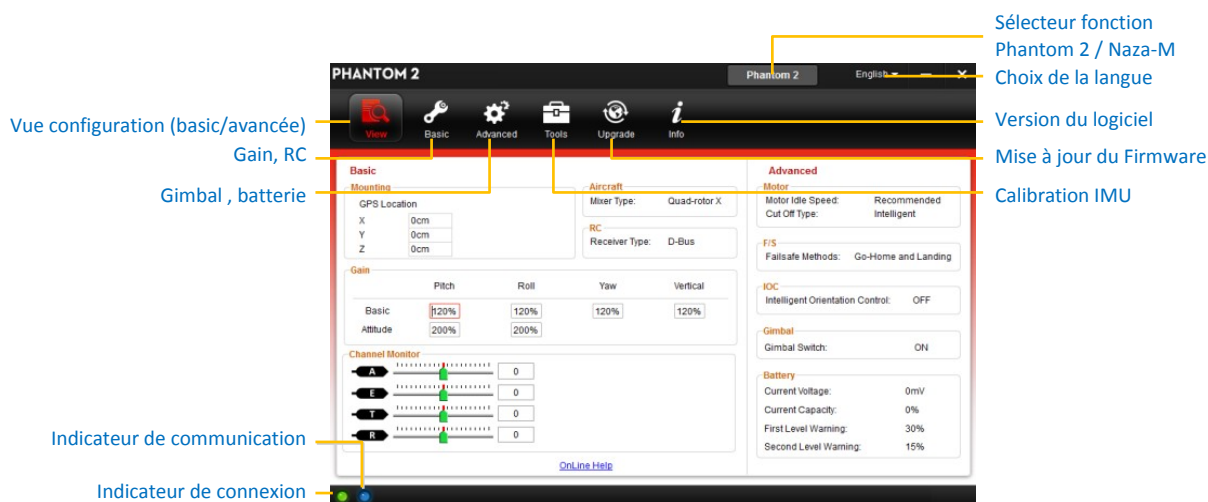 Sélecteur fonction
Phantom 2 / Naza-M
Choix de la langue
Version du logiciel
Mise à jour du Firmware
Calibration IMU
Vue configuration (basic/avancée)
Gain, RC
Gimbal , batterie
Indicateur de communication
Indicateur de connexion
PHANTOM 2
Phantom 2 English
View Basic Advanced Tools Upgrade Info
Basic
Mounting
GPS Location
X 0cm
Y 0cm
Z 0cm
Aircraft
Mixer Type: Quad-rotor X
RC
Receiver Type: D-Bus
Gain
Pitch Roll Yaw Vertical
Basic 120% 120% 120% 120%
Attitude 200% 200%
Channel Monitor
A 0
E 0
T 0
R 0
Advanced
Motor
Motor Idle Speed: Recommended
Cut Off Type: Intelligent
F/S
Failsafe Methods: Go-Home and Landing
IOC
Intelligent Orientation Control: OFF
Gimbal
Gimbal Switch: ON
Battery
Current Voltage: 0mV
Current Capacity: 0%
First Level Warning: 30%
Second Level Warning: 15%
OnLine Help